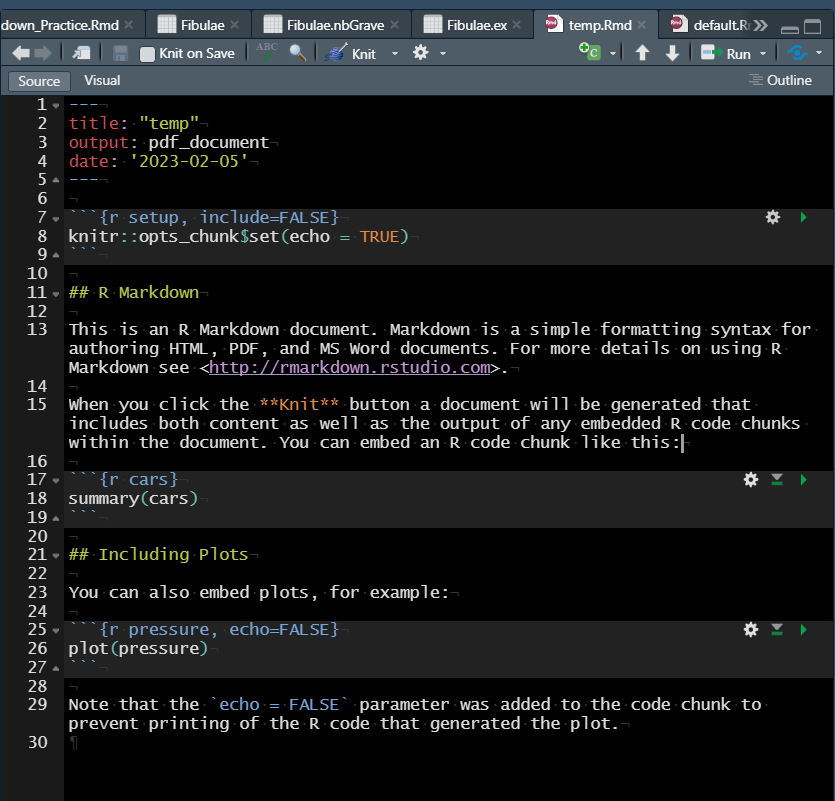 down_Practice.Rmd Fibulae Fibulae.nbGrave Fibulae.ex temp.Rmd default.R
Knit on Save ABC Knit C Run
Source Visual Outline
1 ---
2 title: "temp"
3 output: pdf_document
4 date: '2023-02-05'
5 ---
6
7 ```{r setup, include=FALSE}
8 knitr::opts_chunk$set(echo = TRUE)
9 ```
10
11 ## R Markdown
12
13 This is an R Markdown document. Markdown is a simple formatting syntax for
authoring HTML, PDF, and MS Word documents. For more details on using R
Markdown see <http://rmarkdown.rstudio.com>.
14
15 When you click the **Knit** button a document will be generated that
includes both content as well as the output of any embedded R code chunks
within the document. You can embed an R code chunk like this:
16
17 ```{r cars}
18 summary(cars)
19 ```
20
21 ## Including Plots
22
23 You can also embed plots, for example:
24
25 ```{r pressure, echo=FALSE}
26 plot(pressure)
27 ```
28
29 Note that the `echo = FALSE` parameter was added to the code chunk to
prevent printing of the R code that generated the plot.
30